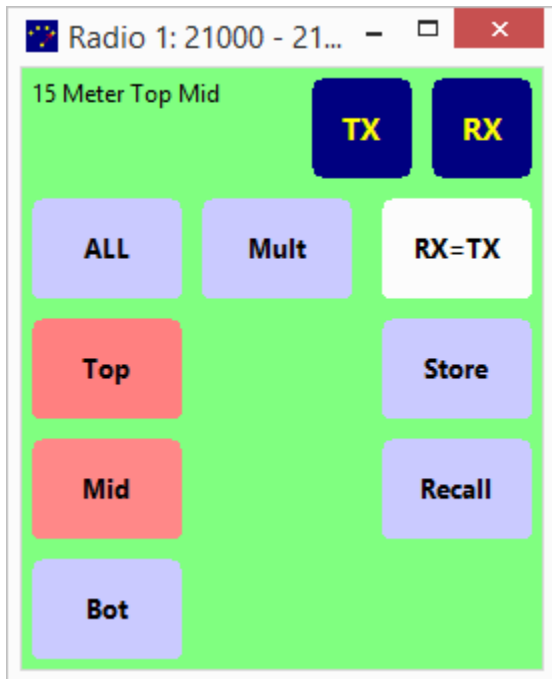 Radio 1: 21000 - 21...
15 Meter Top Mid
TX RX
ALL Mult RX=TX
Top Store
Mid Recall
Bot